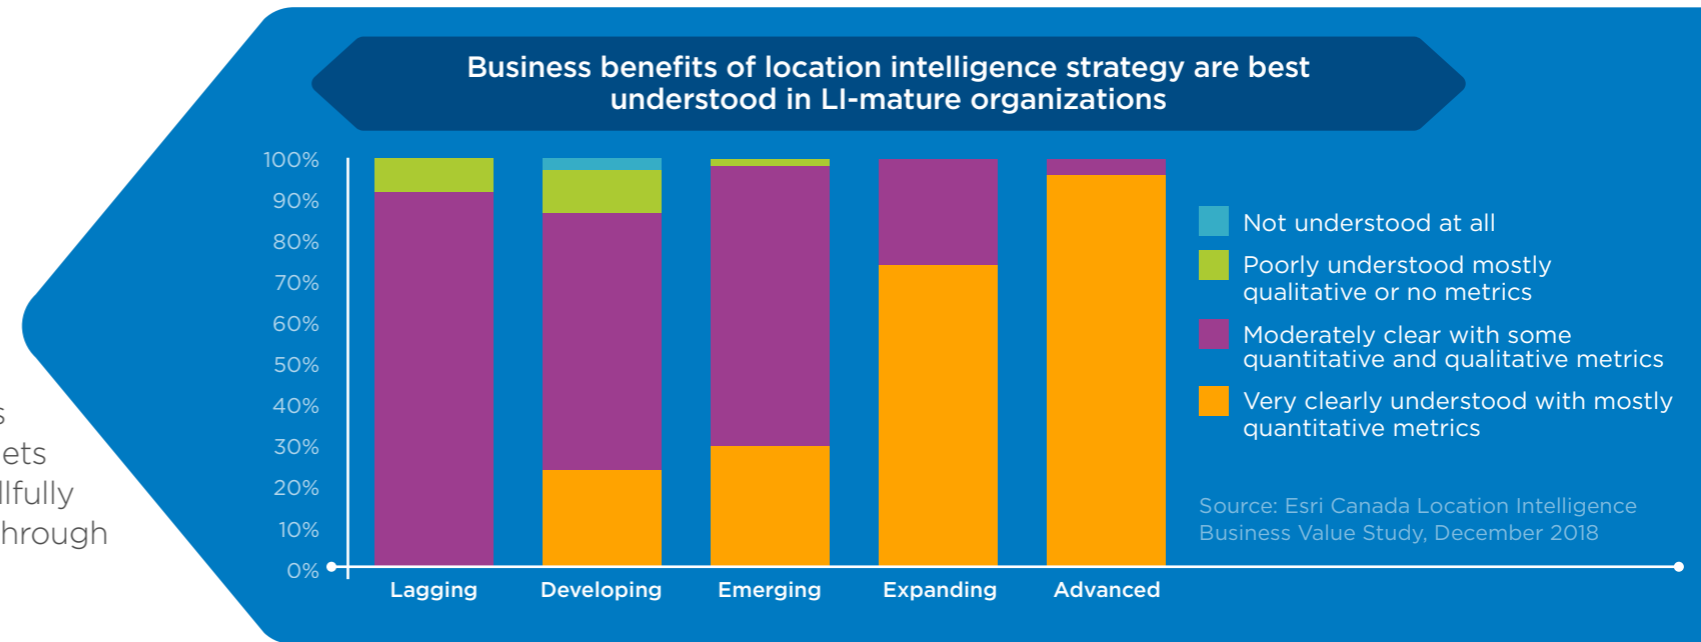 Business benefits of location intelligence strategy are best
understood in LI-mature organizations
100%
90%
80%
70%
60%
50%
40%
30%
20%
10%
0%
Lagging
Developing
Emerging
Expanding
Advanced
Not understood at all
Poorly understood mostly
qualitative or no metrics
Moderately clear with some
quantitative and qualitative metrics
Very clearly understood with mostly
quantitative metrics
Source: Esri Canada Location Intelligence
Business Value Study, December 2018